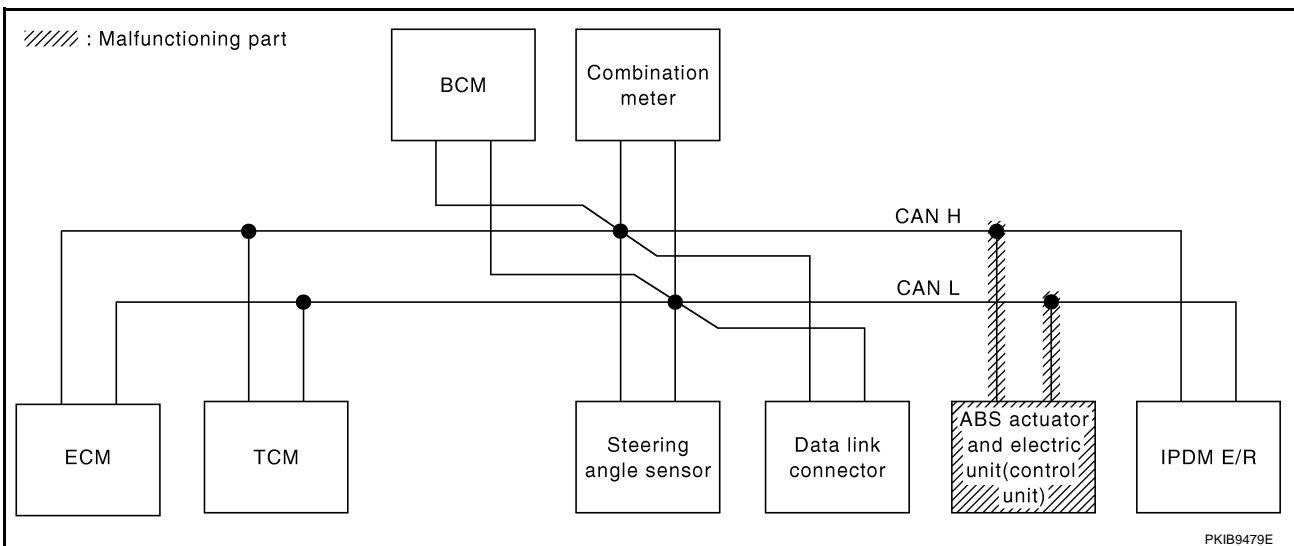 : Malfunctioning part
BCM
Combination
meter
CAN H
CAN L
ECM
TCM
Steering
angle sensor
Data link
connector
ABS actuator
and electric
unit(control
unit)
IPDM E/R
PKIB9479E